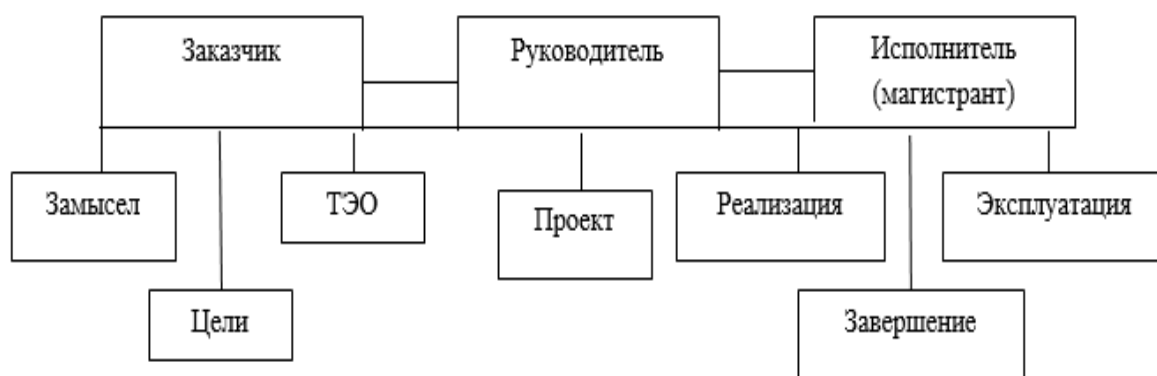 Заказчик
Руководитель
Исполнитель
(магистрант)
Замысел
ТЭО
Проект
Реализация
Эксплуатация
Цели
Завершение